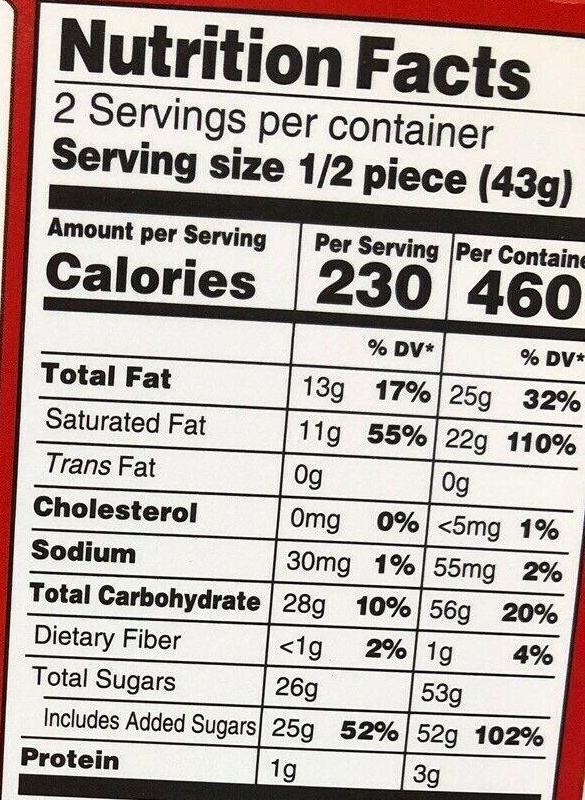 Nutrition Facts
2 Servings per container
Serving size 1/2 piece (43g)
Amount per Serving Per Serving Per Containe
Calories 230 460
% DV* % DV*
Total Fat 13g 17% 25g 32%
Saturated Fat 11g 55% 22g 110%
Trans Fat 0g 0g
Cholesterol 0mg 0% <5mg 1%
Sodium 30mg 1% 55mg 2%
Total Carbohydrate 28g 10% 56g 20%
Dietary Fiber <1g 2% 1g 4%
Total Sugars 26g 53g
Includes Added Sugars 25g 52% 52g 102%
Protein 1g 3g